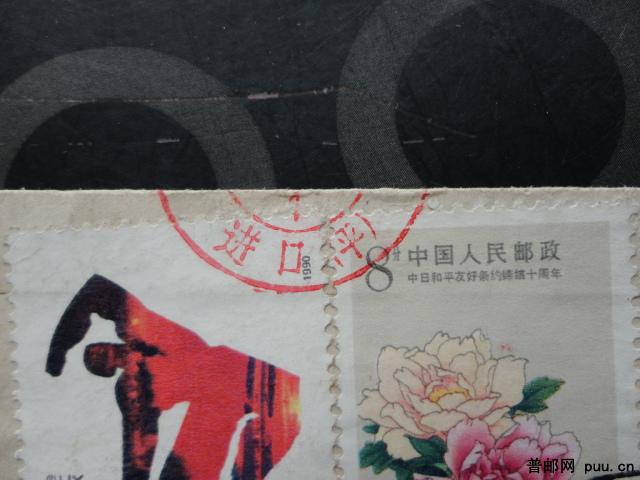 进口
1990
8分 中国人民邮政
中日和平友好条约缔结十周年
普邮网 puu.cn